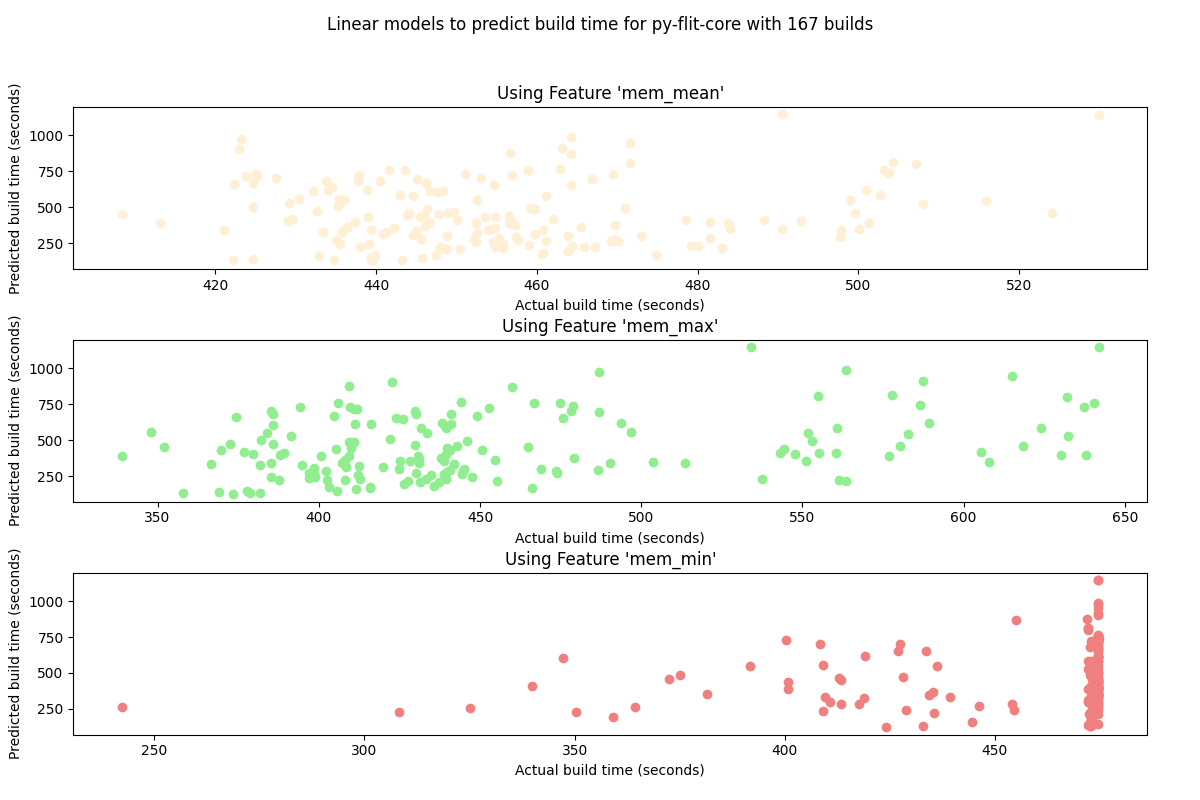 Linear models to predict build time for py-flit-core with 167 builds
Using Feature 'mem_mean'
Predicted build time (seconds)
1000
750
500
250
420 440 460 480 500 520
Actual build time (seconds)
Using Feature 'mem_max'
Predicted build time (seconds)
1000
750
500
250
350 400 450 500 550 600 650
Actual build time (seconds)
Using Feature 'mem_min'
Predicted build time (seconds)
1000
750
500
250
250 300 350 400 450
Actual build time (seconds)